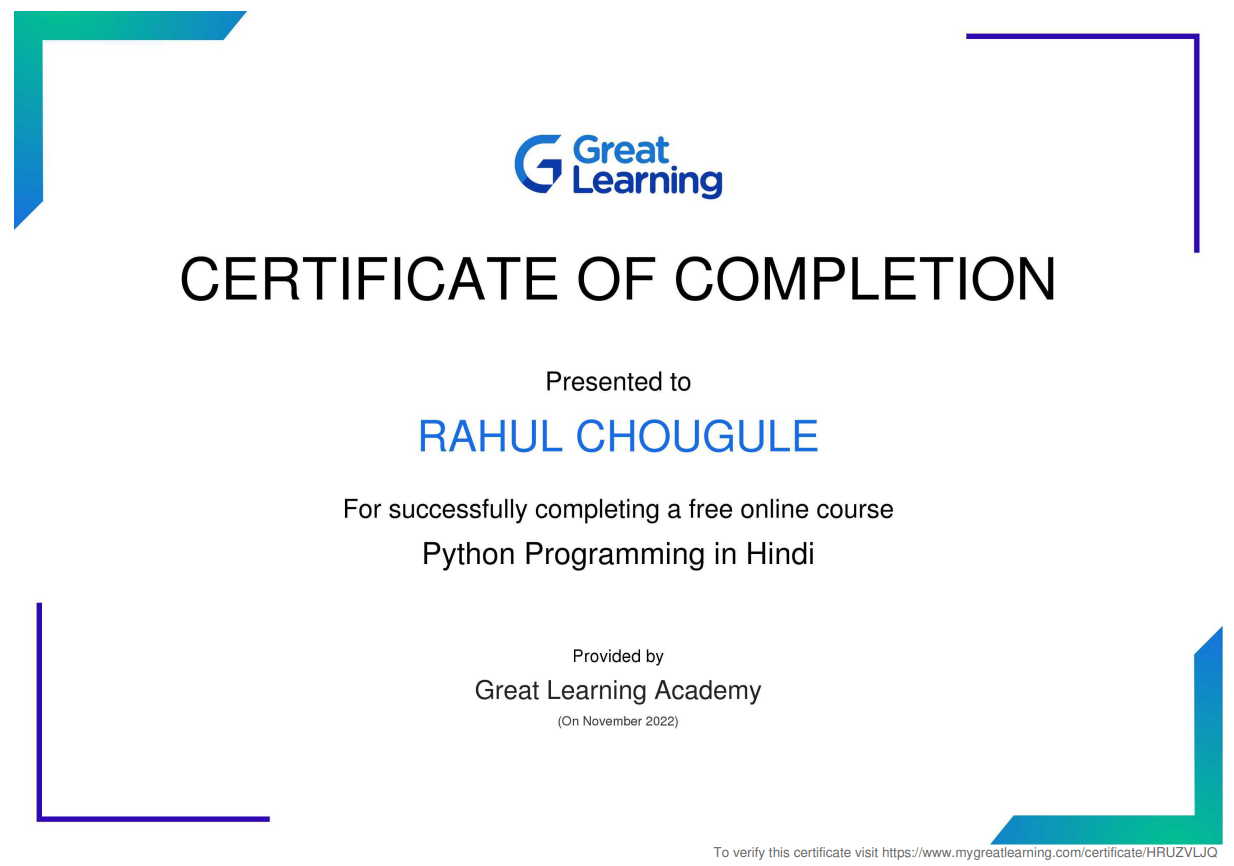 Great
Learning
CERTIFICATE OF COMPLETION
Presented to
RAHUL CHOUGULE
For successfully completing a free online course
Python Programming in Hindi
Provided by
Great Learning Academy
(On November 2022)
To verify this certificate visit https://www.mygreatlearning.com/certificate/HRUZVLJQ